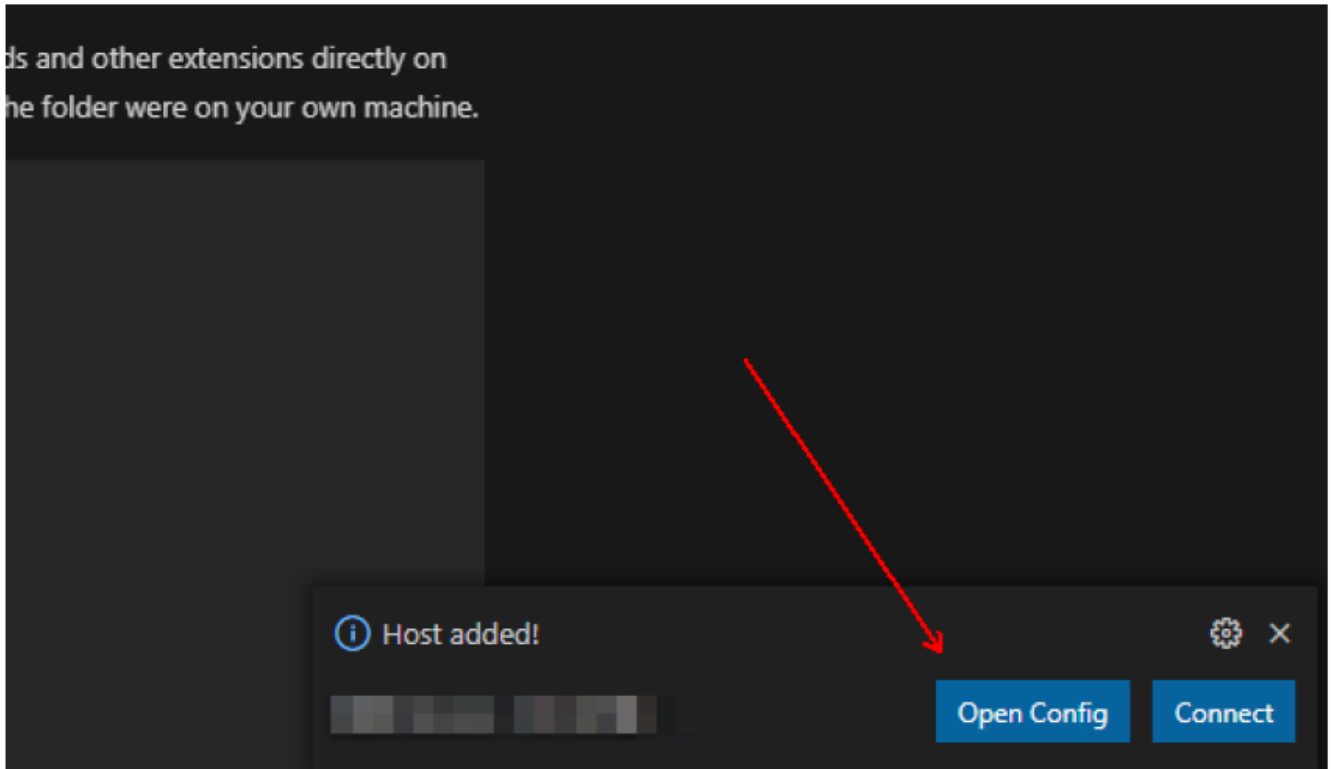 ds and other extensions directly on
he folder were on your own machine.
Host added!
Open Config
Connect